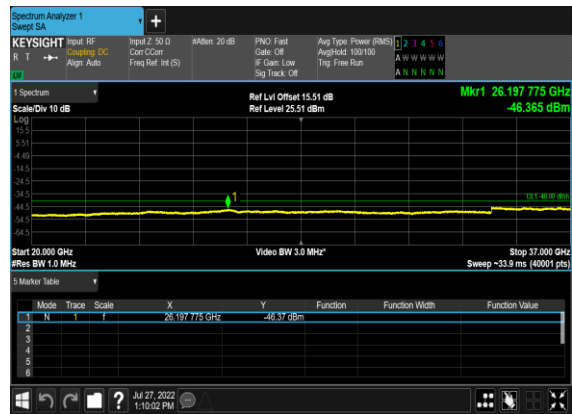 Spectrum Analyzer 1
Swept SA
+
KEYSIGHT Input: RF Input Z: 50 Ω #Atten: 20 dB PNO: Fast Avg Type: Power (RMS) 1 2 3 4 5 6
R T Coupling: DC Corr CCorr Gate: Off Avg|Hold: 100/100 A W W W W W
Align: Auto Freq Ref: Int (S) IF Gain: Low Trig: Free Run
Sig Track: Off A N N N N N
1 Spectrum
Scale/Div 10 dB
Ref Lvl Offset 15.51 dB
Ref Level 25.51 dBm
Mkr1 26.197 775 GHz
-46.365 dBm
Log
15.5
5.51
-4.49
-14.5
-24.5
-34.5
1
-44.5
-54.5
-64.5
Start 20.000 GHz Video BW 3.0 MHz* Stop 37.000 GHz
#Res BW 1.0 MHz Sweep ~33.9 ms (40001 pts)
5 Marker Table
Mode Trace Scale X Y Function Function Width Function Value
1 N 1 f 26.197 775 GHz -46.37 dBm
2
3
4
5
6
? Jul 27, 2022
1:10:02 PM